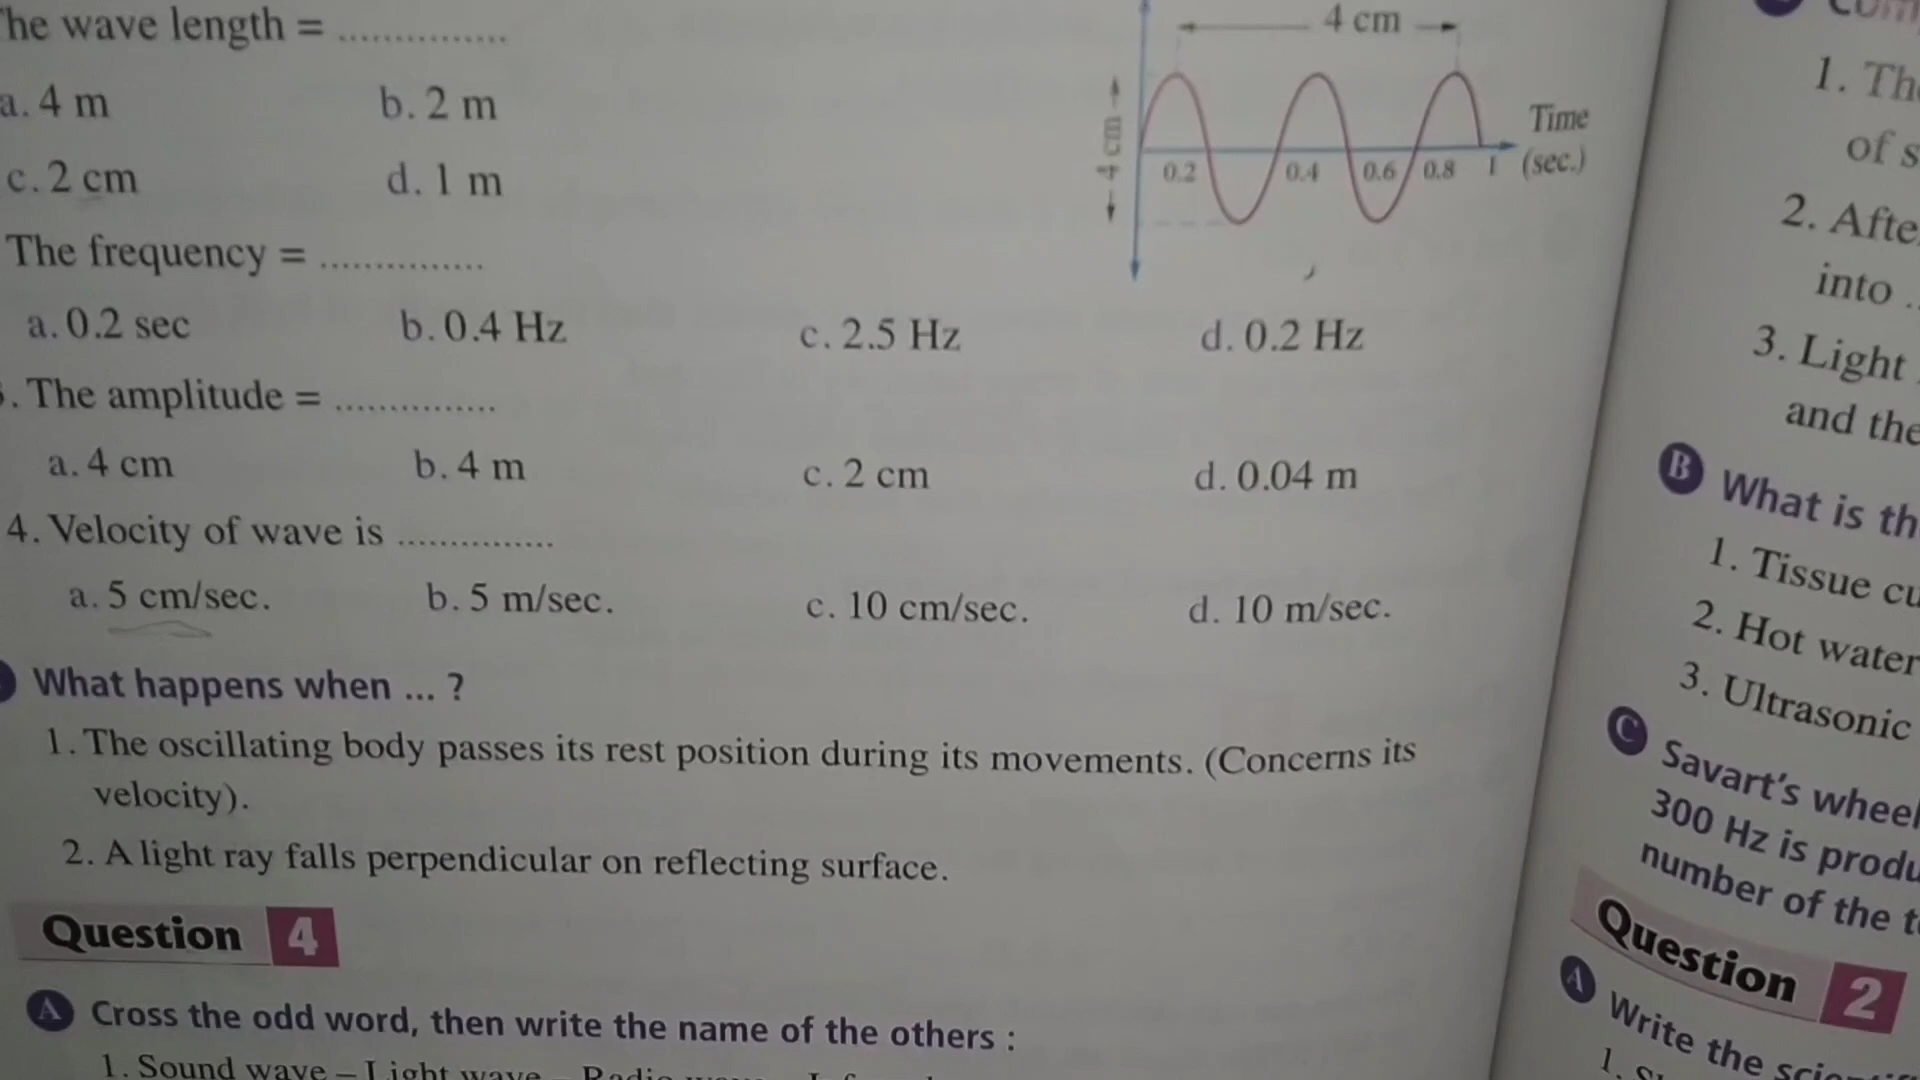 he wave length = ...............
4 cm
a. 4 m b. 2 m
4 cm
Time
(sec.)
0.2 0.4 0.6 0.8 1
c. 2 cm d. 1 m
The frequency = ...............
a. 0.2 sec b. 0.4 Hz c. 2.5 Hz d. 0.2 Hz
. The amplitude = ...............
a. 4 cm b. 4 m c. 2 cm d. 0.04 m
4. Velocity of wave is ...............
a. 5 cm/sec. b. 5 m/sec. c. 10 cm/sec. d. 10 m/sec.
What happens when ... ?
1. The oscillating body passes its rest position during its movements. (Concerns its
velocity).
2. A light ray falls perpendicular on reflecting surface.
Question 4
A Cross the odd word, then write the name of the others :
1. Sound wave – Light wave –
1. Th
of s
2. Afte
into ..
3. Light
and the
B What is th
1. Tissue cu
2. Hot water
3. Ultrasonic
C Savart's wheel
300 Hz is produ
number of the t
Question 2
A Write the scientif